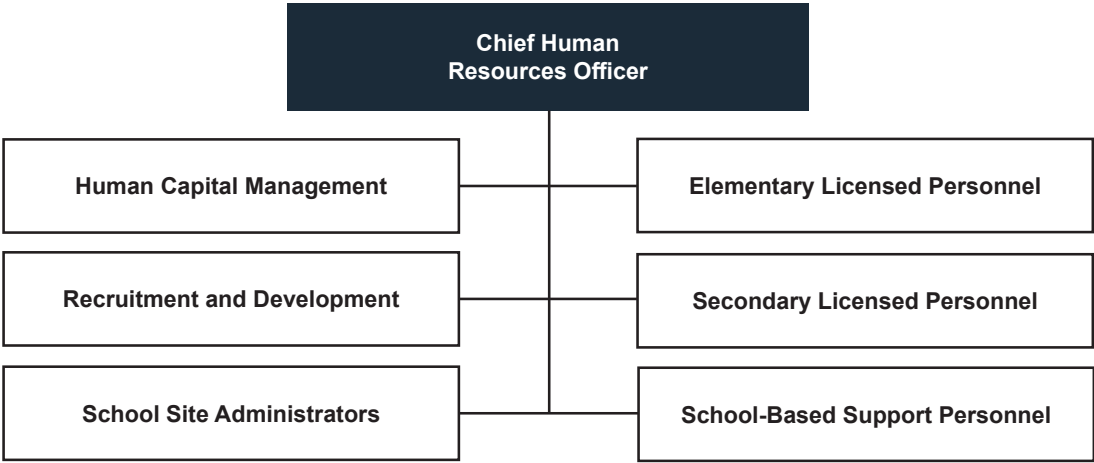 Chief Human
Resources Officer
Human Capital Management
Elementary Licensed Personnel
Recruitment and Development
Secondary Licensed Personnel
School Site Administrators
School-Based Support Personnel